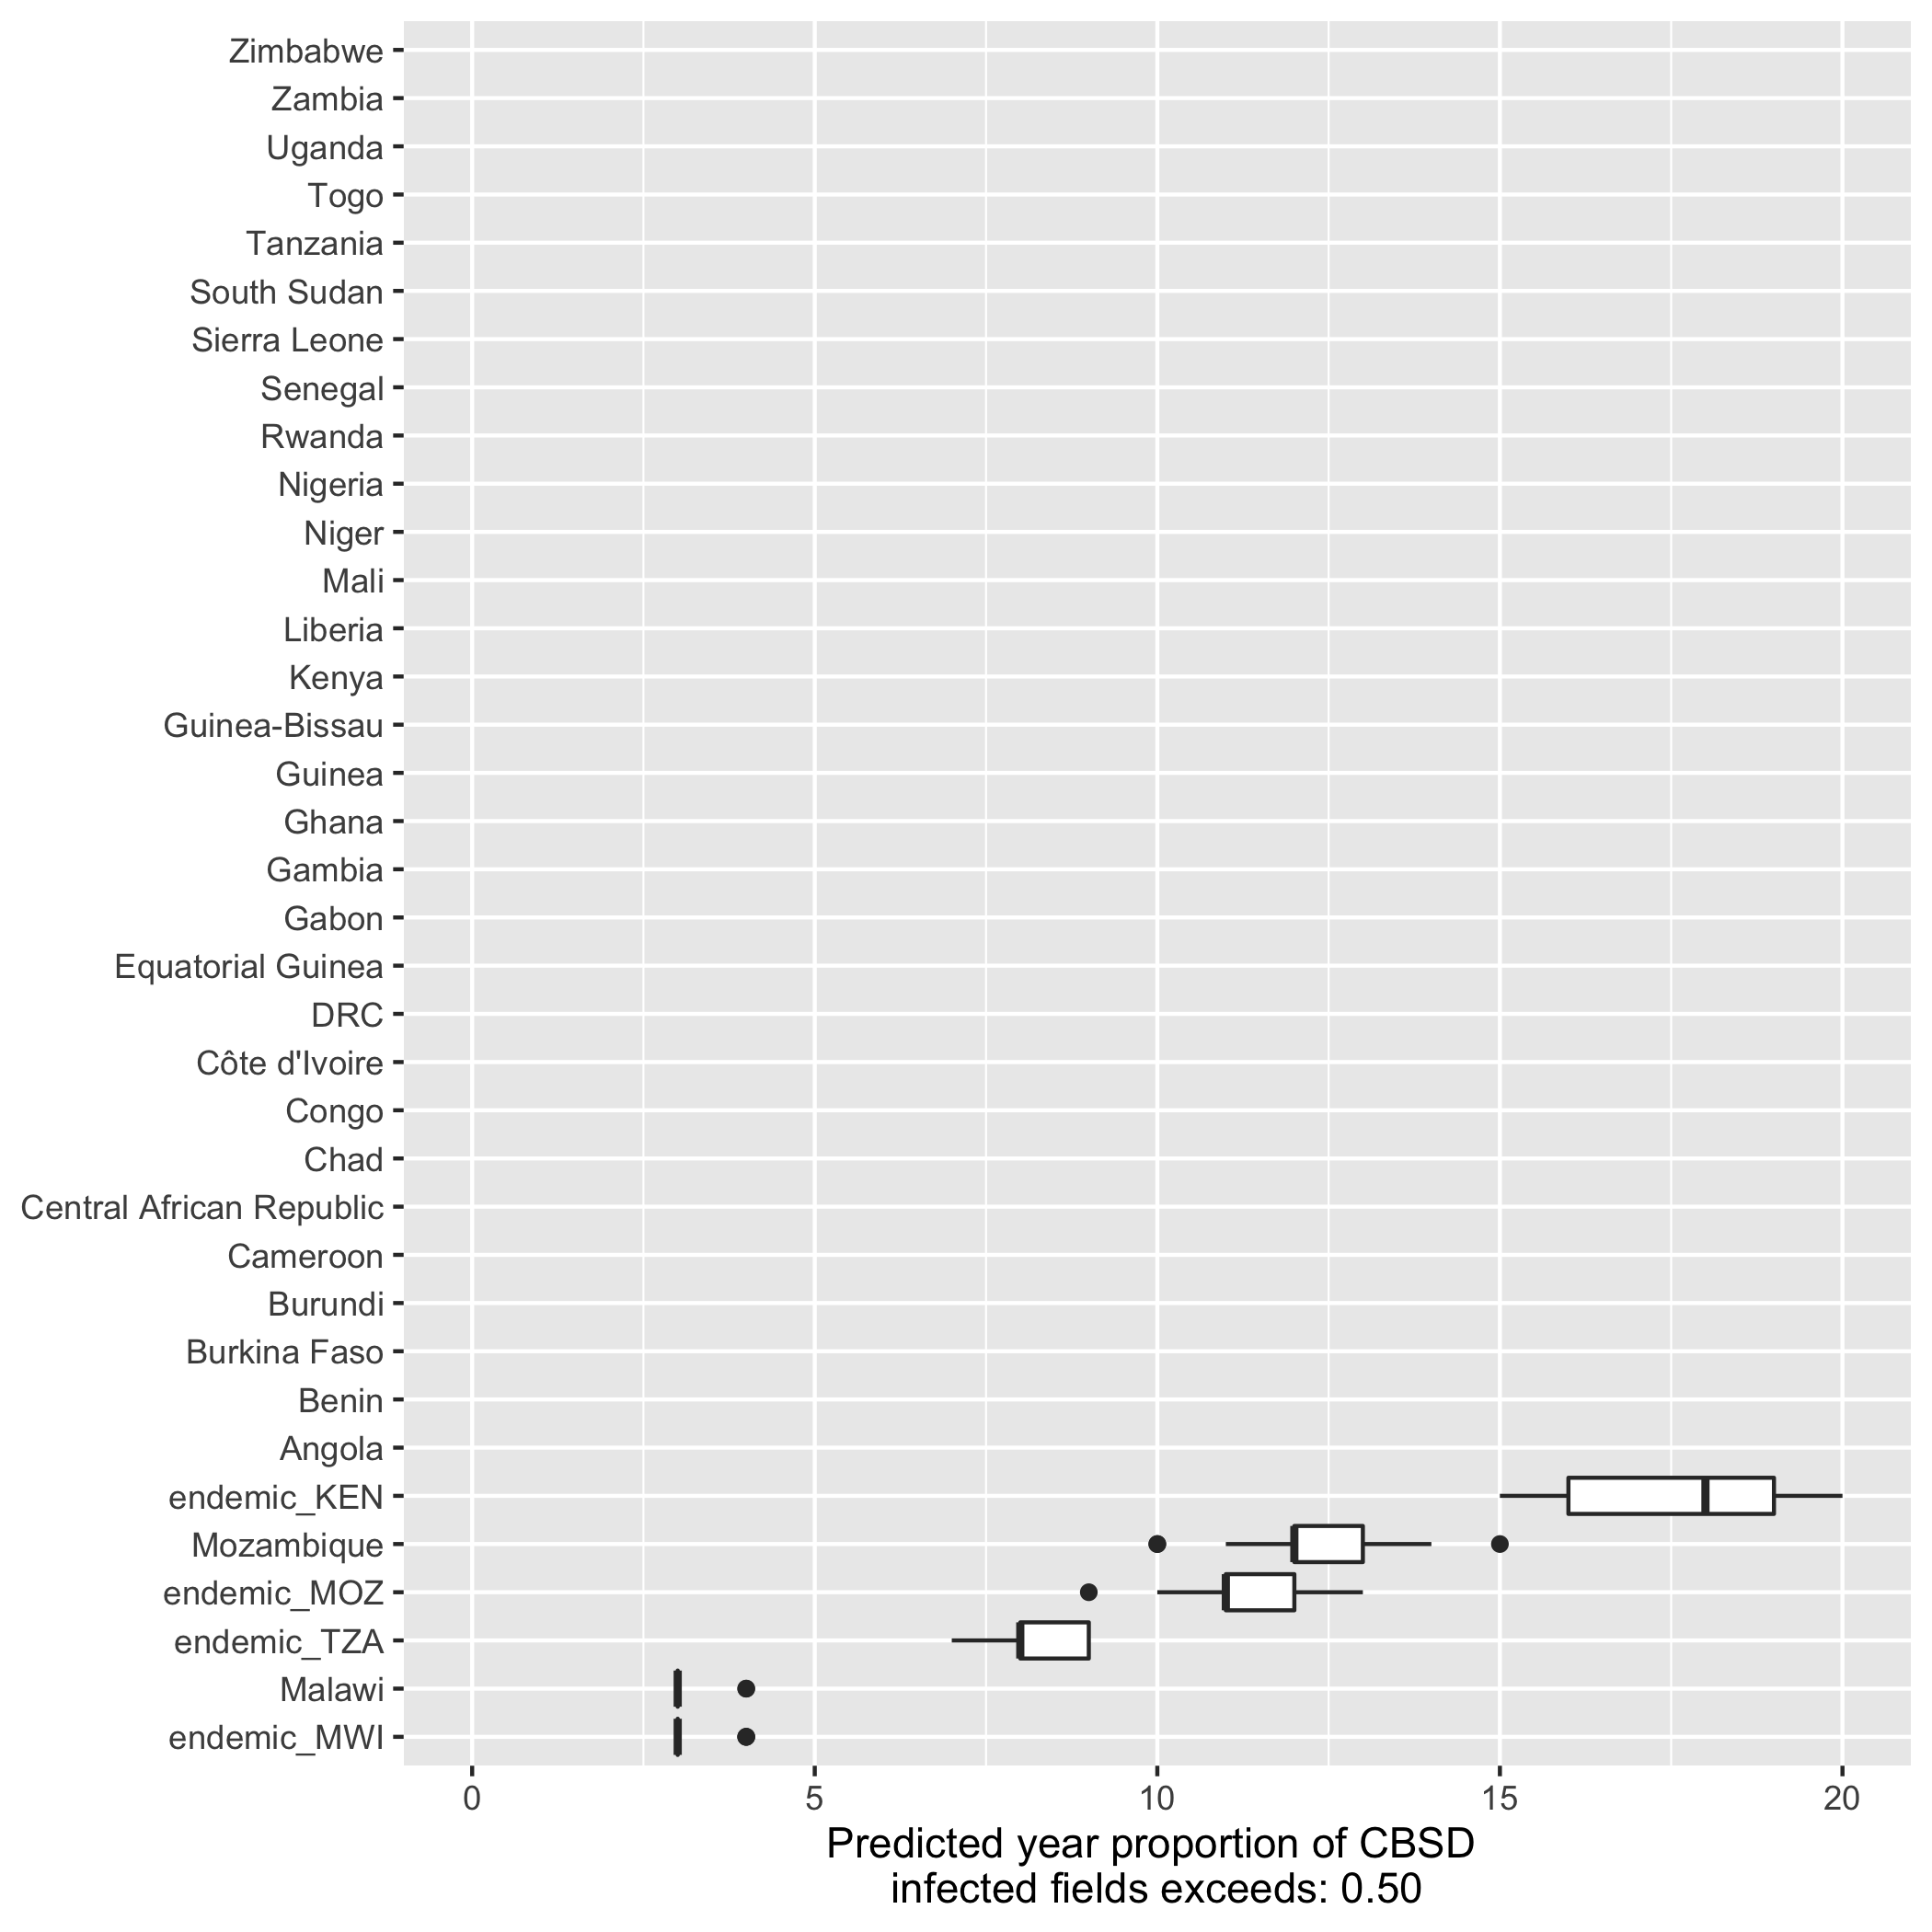 Zimbabwe
Zambia
Uganda
Togo
Tanzania
South Sudan
Sierra Leone
Senegal
Rwanda
Nigeria
Niger
Mali
Liberia
Kenya
Guinea-Bissau
Guinea
Ghana
Gambia
Gabon
Equatorial Guinea
DRC
Côte d'Ivoire
Congo
Chad
Central African Republic
Cameroon
Burundi
Burkina Faso
Benin
Angola
endemic_KEN
Mozambique
endemic_MOZ
endemic_TZA
Malawi
endemic_MWI
0 5 10 15 20
Predicted year proportion of CBSD
infected fields exceeds: 0.50